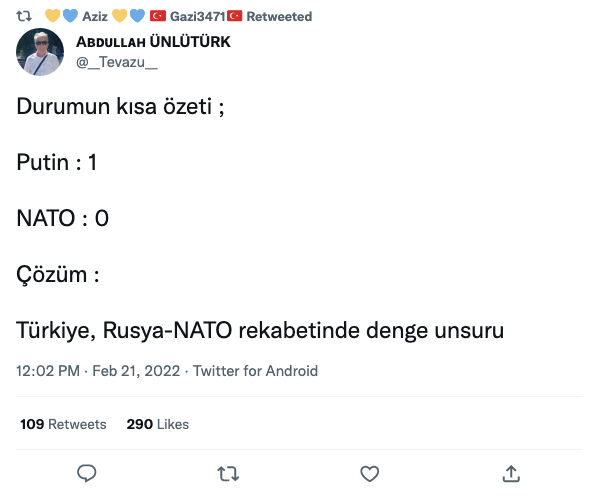 Aziz Gazi3471 Retweeted
Abdullah ÜNLÜTÜRK
@__Tevazu__
Durumun kısa özeti ;
Putin : 1
NATO : 0
Çözüm :
Türkiye, Rusya-NATO rekabetinde denge unsuru
12:02 PM · Feb 21, 2022 · Twitter for Android
109 Retweets 290 Likes